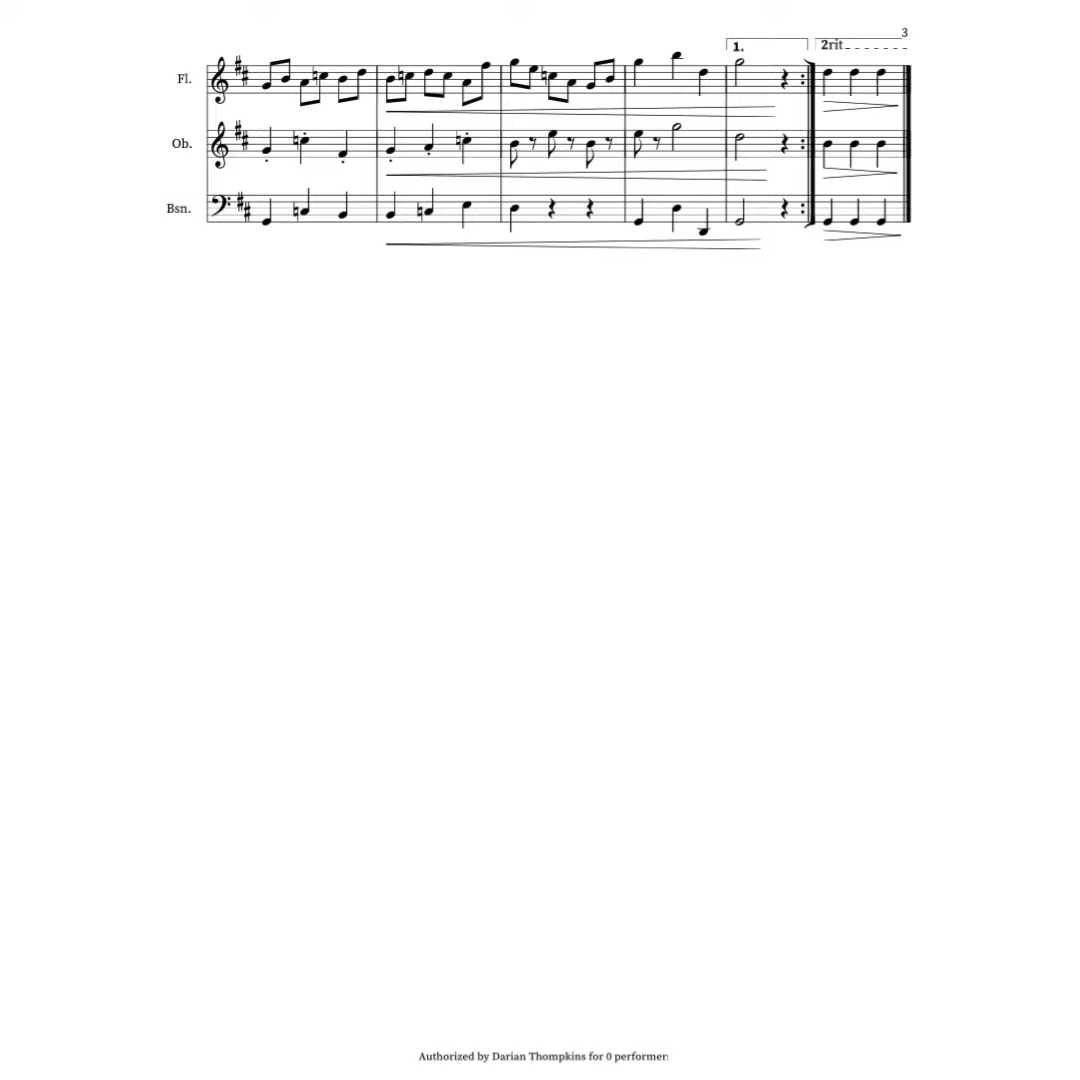 3
1.
2rit
Fl.
Ob.
Bsn.
Authorized by Darian Thompkins for 0 performer